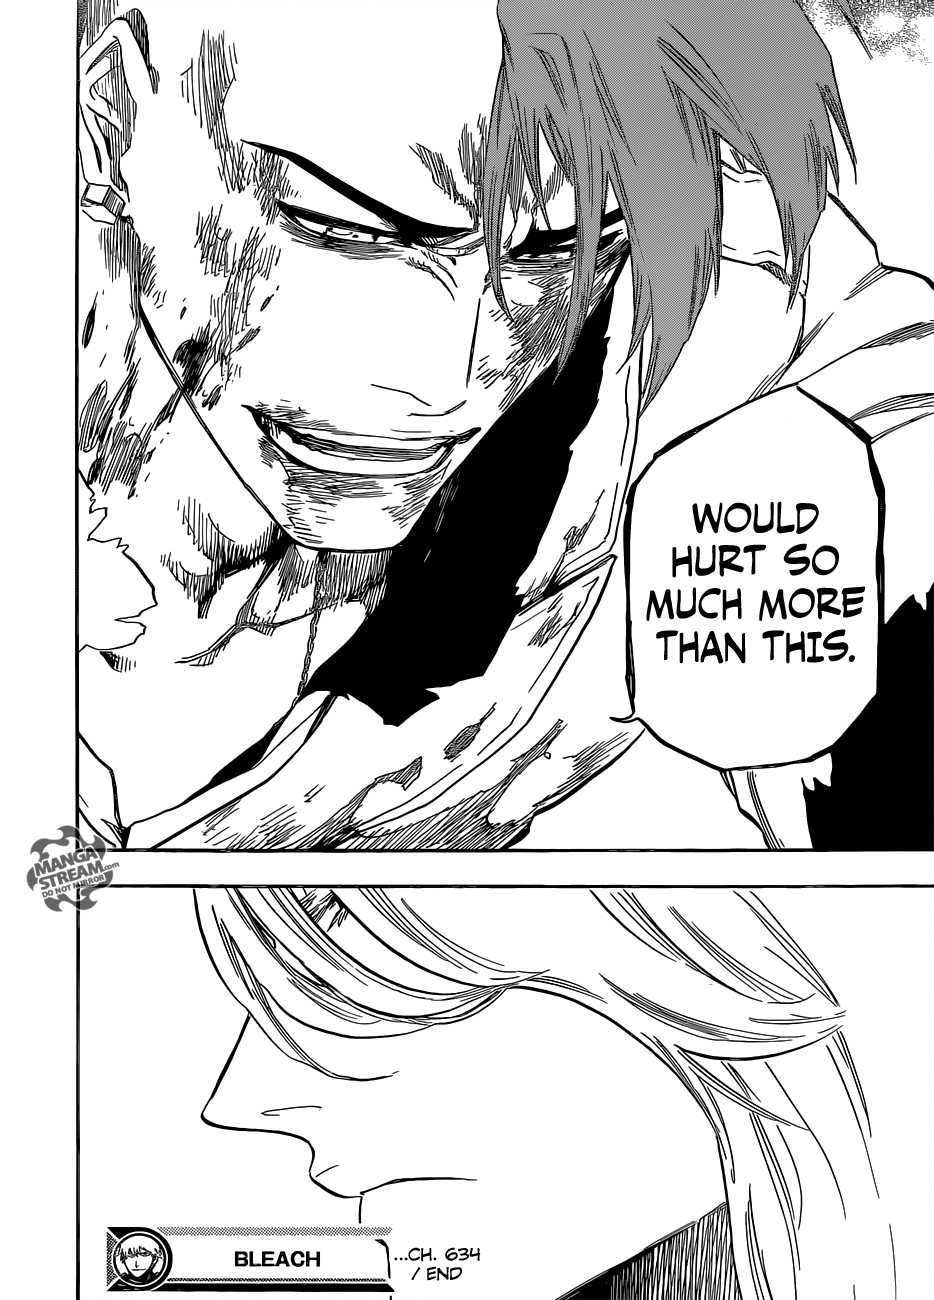 WOULD
HURT SO
MUCH MORE
THAN THIS.
MANGA
STREAM.com
DO NOT MIRROR
BLEACH
...CH. 634
/ END